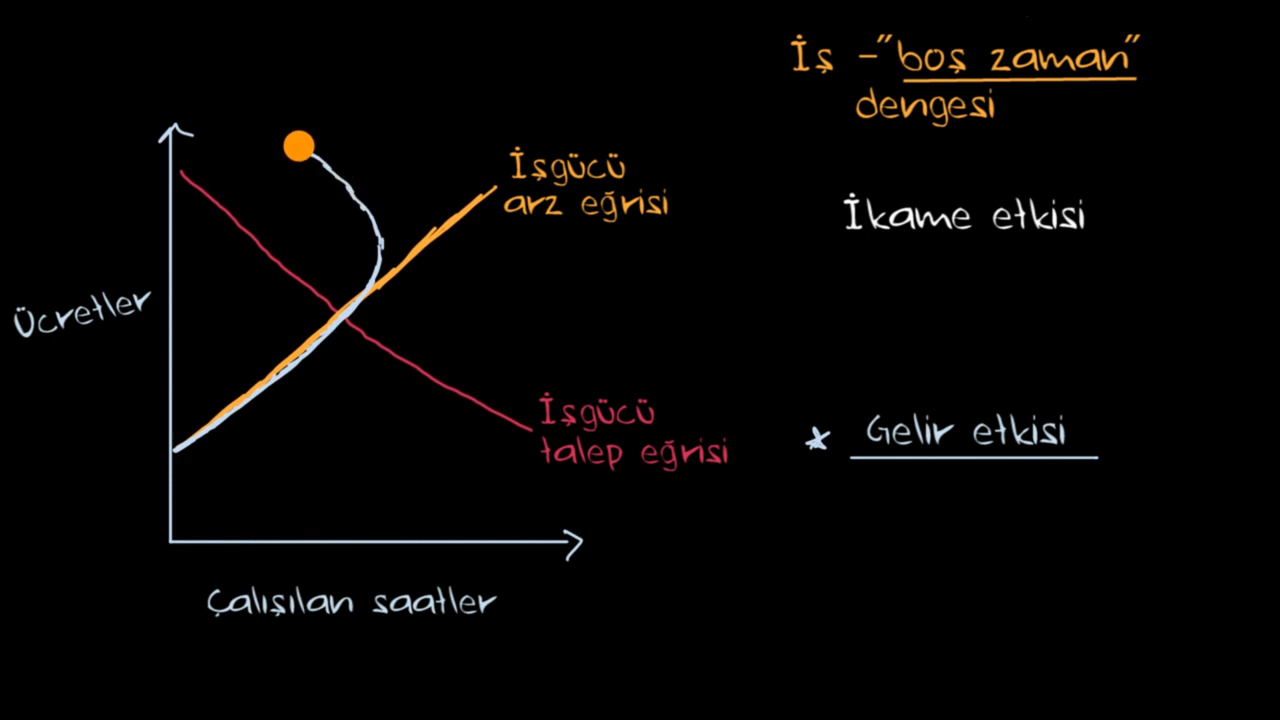 İş -"boş zaman"
dengesi
İşgücü
arz eğrisi
İkame etkisi
Ücretler
İşgücü
talep eğrisi
* Gelir etkisi
Çalışılan saatler